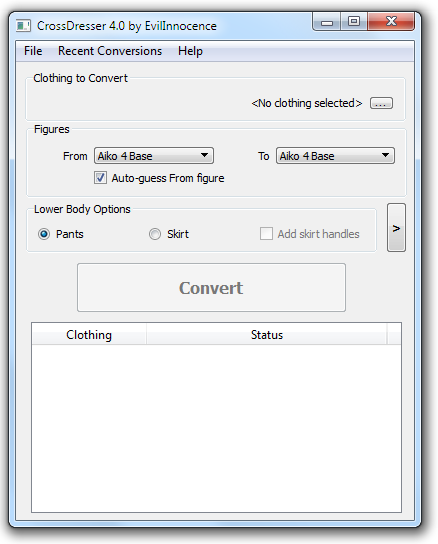 CrossDresser 4.0 by EvilInnocence
File Recent Conversions Help
Clothing to Convert
<No clothing selected> ...
Figures
From Aiko 4 Base To Aiko 4 Base
Auto-guess From figure
Lower Body Options
Pants Skirt Add skirt handles >
Convert
Clothing Status